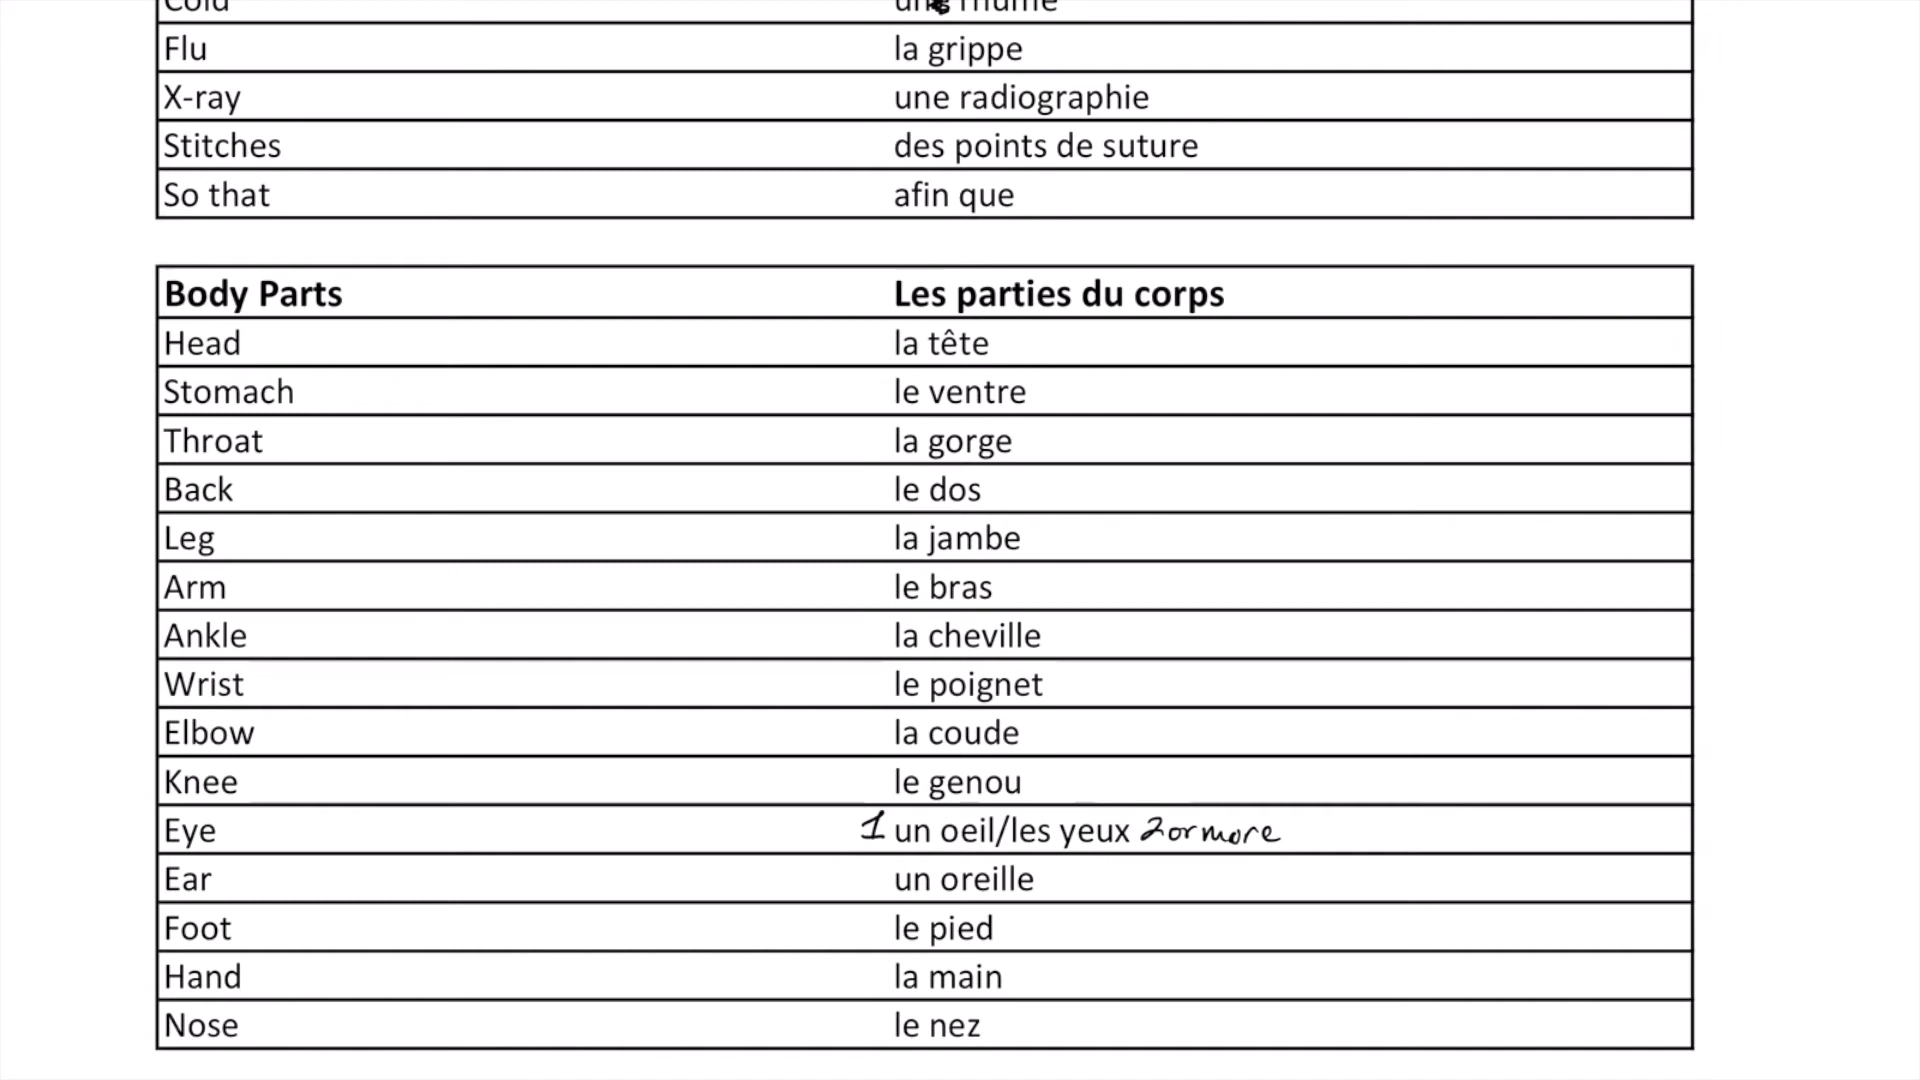 Cold un rhume
Flu la grippe
X-ray une radiographie
Stitches des points de suture
So that afin que
Body Parts Les parties du corps
Head la tête
Stomach le ventre
Throat la gorge
Back le dos
Leg la jambe
Arm le bras
Ankle la cheville
Wrist le poignet
Elbow la coude
Knee le genou
Eye 1 un oeil/les yeux 2 or more
Ear un oreille
Foot le pied
Hand la main
Nose le nez